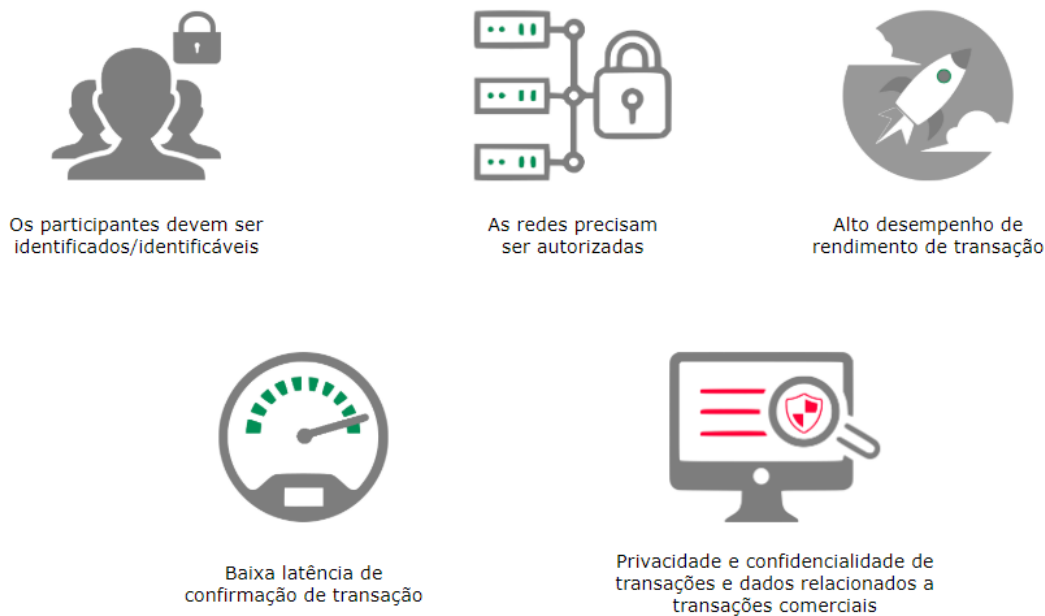 Os participantes devem ser
identificados/identificáveis
As redes precisam
ser autorizadas
Alto desempenho de
rendimento de transação
Baixa latência de
confirmação de transação
Privacidade e confidencialidade de
transações e dados relacionados a
transações comerciais